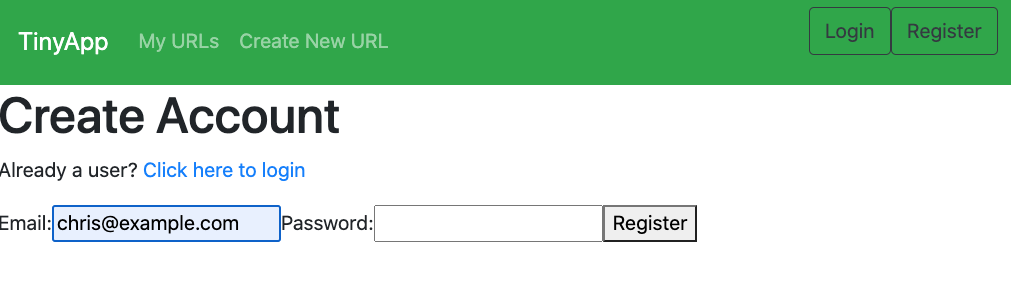 TinyApp My URLs Create New URL Login Register
Create Account
Already a user? Click here to login
Email: chris@example.com Password: Register